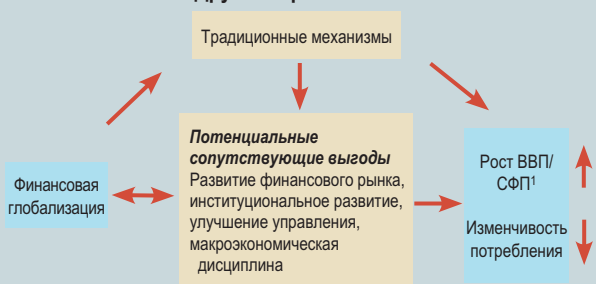 Традиционные механизмы
Потенциальные
сопутствующие выгоды
Развитие финансового рынка,
институциональное развитие,
улучшение управления,
макроэкономическая
дисциплина
Финансовая
глобализация
Рост ВВП/
СФП¹
Изменчивость
потребления